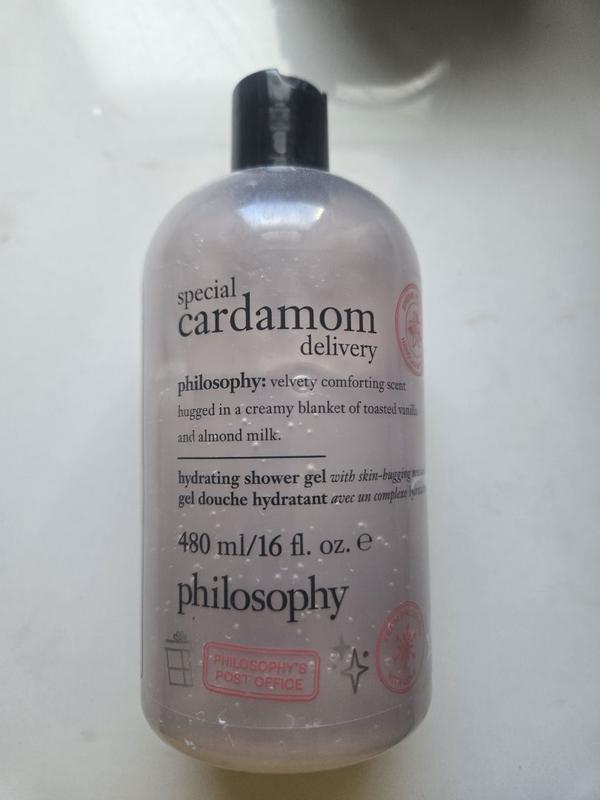 special
cardamom
delivery
philosophy: velvety comforting scent
hugged in a creamy blanket of toasted vanilla
and almond milk.
hydrating shower gel with skin-hugging
gel douche hydratant avec un complexe
480 ml/16 fl. oz. ℮
philosophy
PHILOSOPHY'S
POST OFFICE